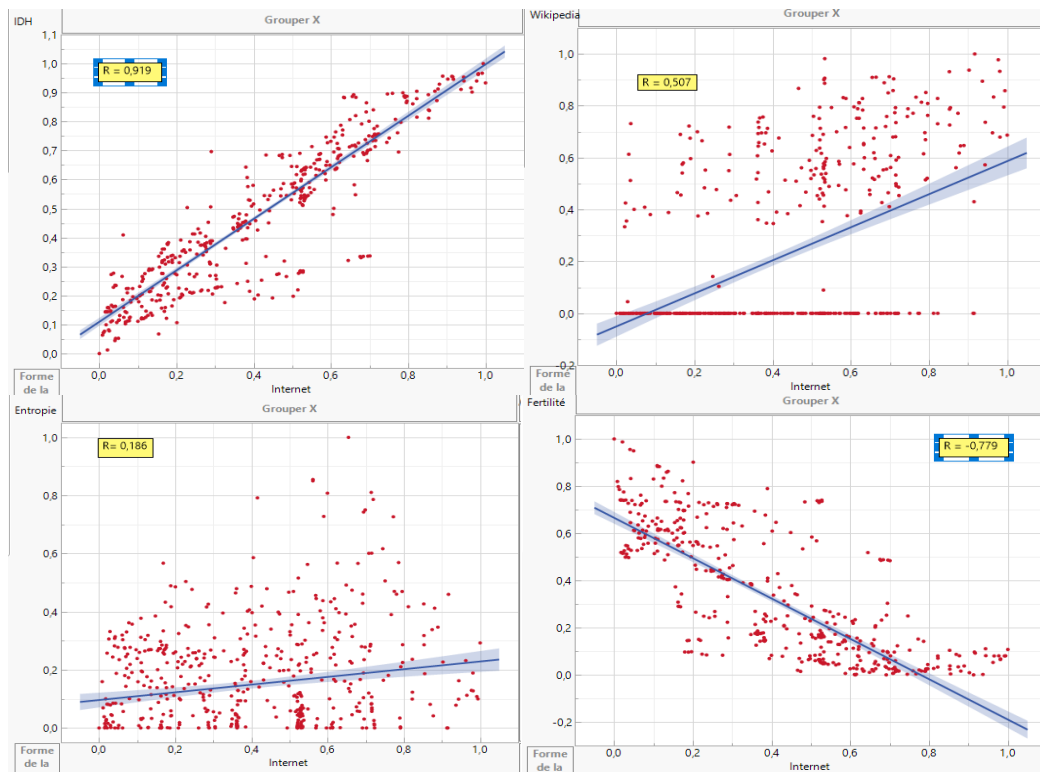 Grouper X
IDH
R = 0,919
1,1
1,0
0,9
0,8
0,7
0,6
0,5
0,4
0,3
0,2
0,1
0,0
0,0 0,2 0,4 0,6 0,8 1,0
Internet
Forme de la
Grouper X
Wikipedia
R = 0,507
1,0
0,8
0,6
0,4
0,2
0,0
-0,2
0,0 0,2 0,4 0,6 0,8 1,0
Internet
Forme
de la
Grouper X
Entropie
R= 0,186
1,0
0,8
0,6
0,4
0,2
0,0
0,0 0,2 0,4 0,6 0,8 1,0
Internet
Forme
de la
Grouper X
Fertilité
R = -0,779
1,0
0,8
0,6
0,4
0,2
0,0
-0,2
0,0 0,2 0,4 0,6 0,8 1,0
Internet
Forme
de la